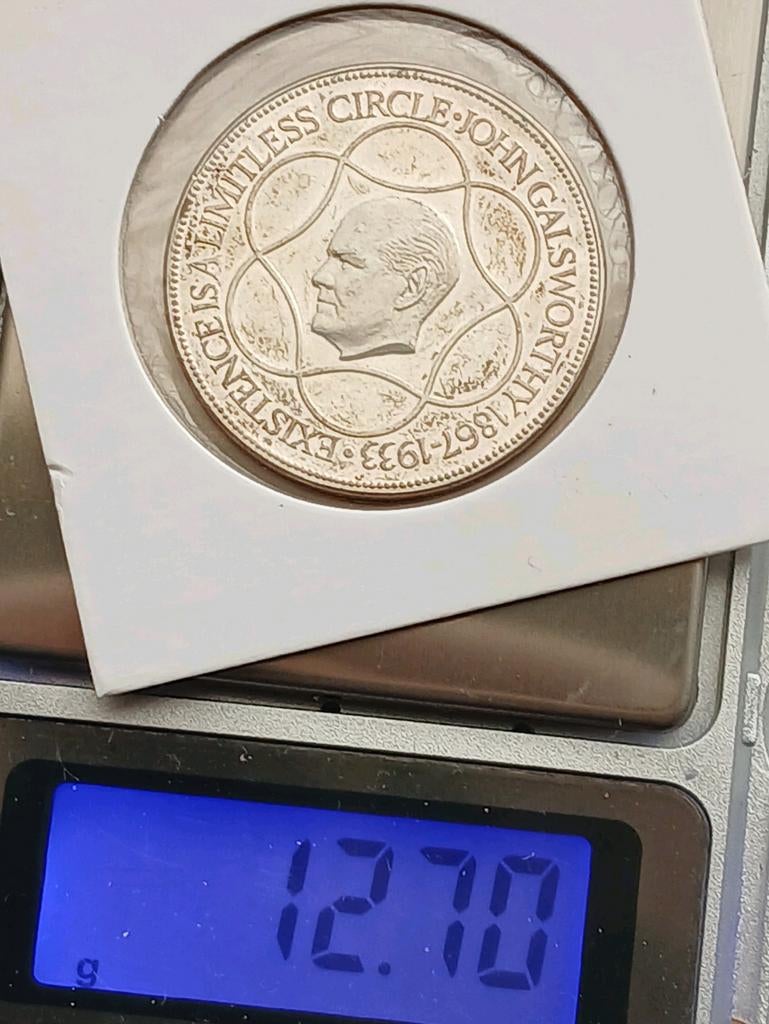 EXISTENCE IS A LIMITLESS CIRCLE · JOHN GALSWORTHY 1867-1933 ·
12.70
g